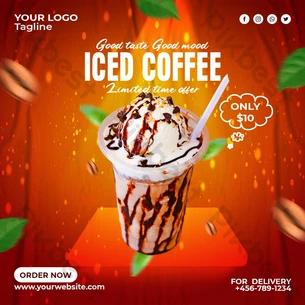 YOUR LOGO
Tagline
Good taste Good mood
ICED COFFEE
Limited time offer
ONLY
$10
ORDER NOW
www.yourwebsite.com
FOR DELIVERY
+456-789-1234